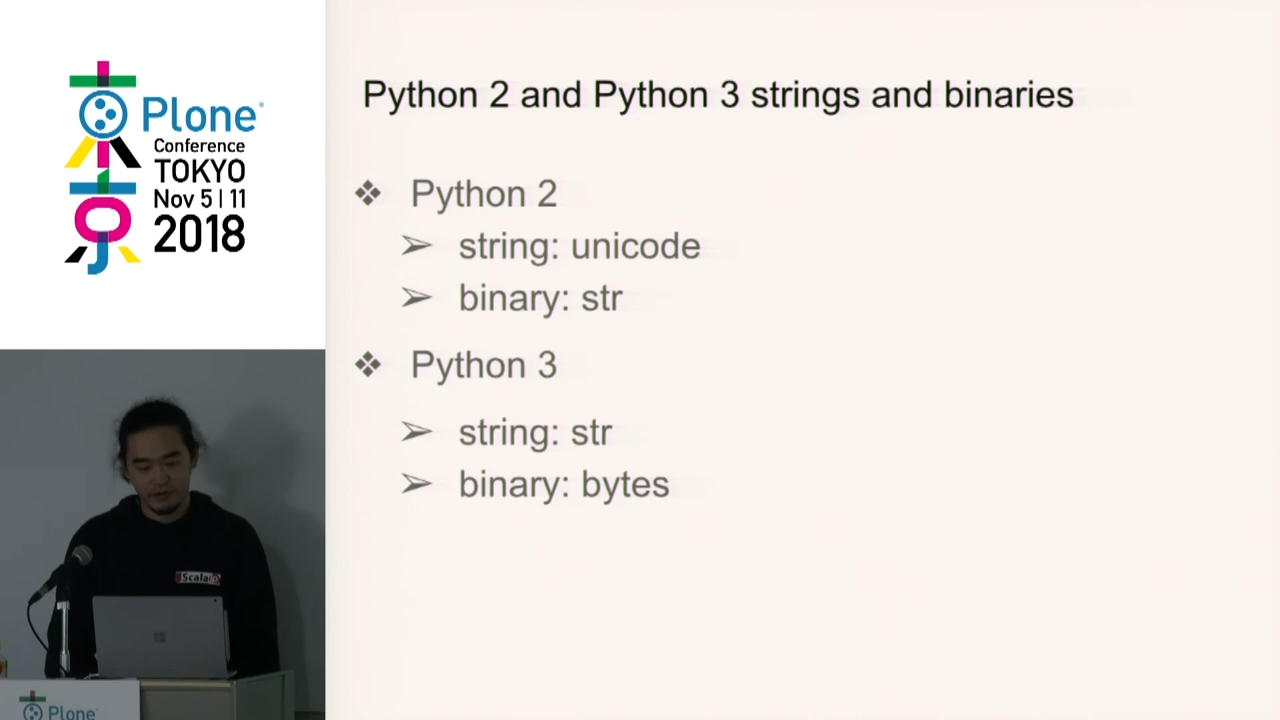 Plone
Conference
TOKYO
Nov 5 | 11
2018
Python 2 and Python 3 strings and binaries
Python 2
string: unicode
binary: str
Python 3
string: str
binary: bytes
Scala
Plone